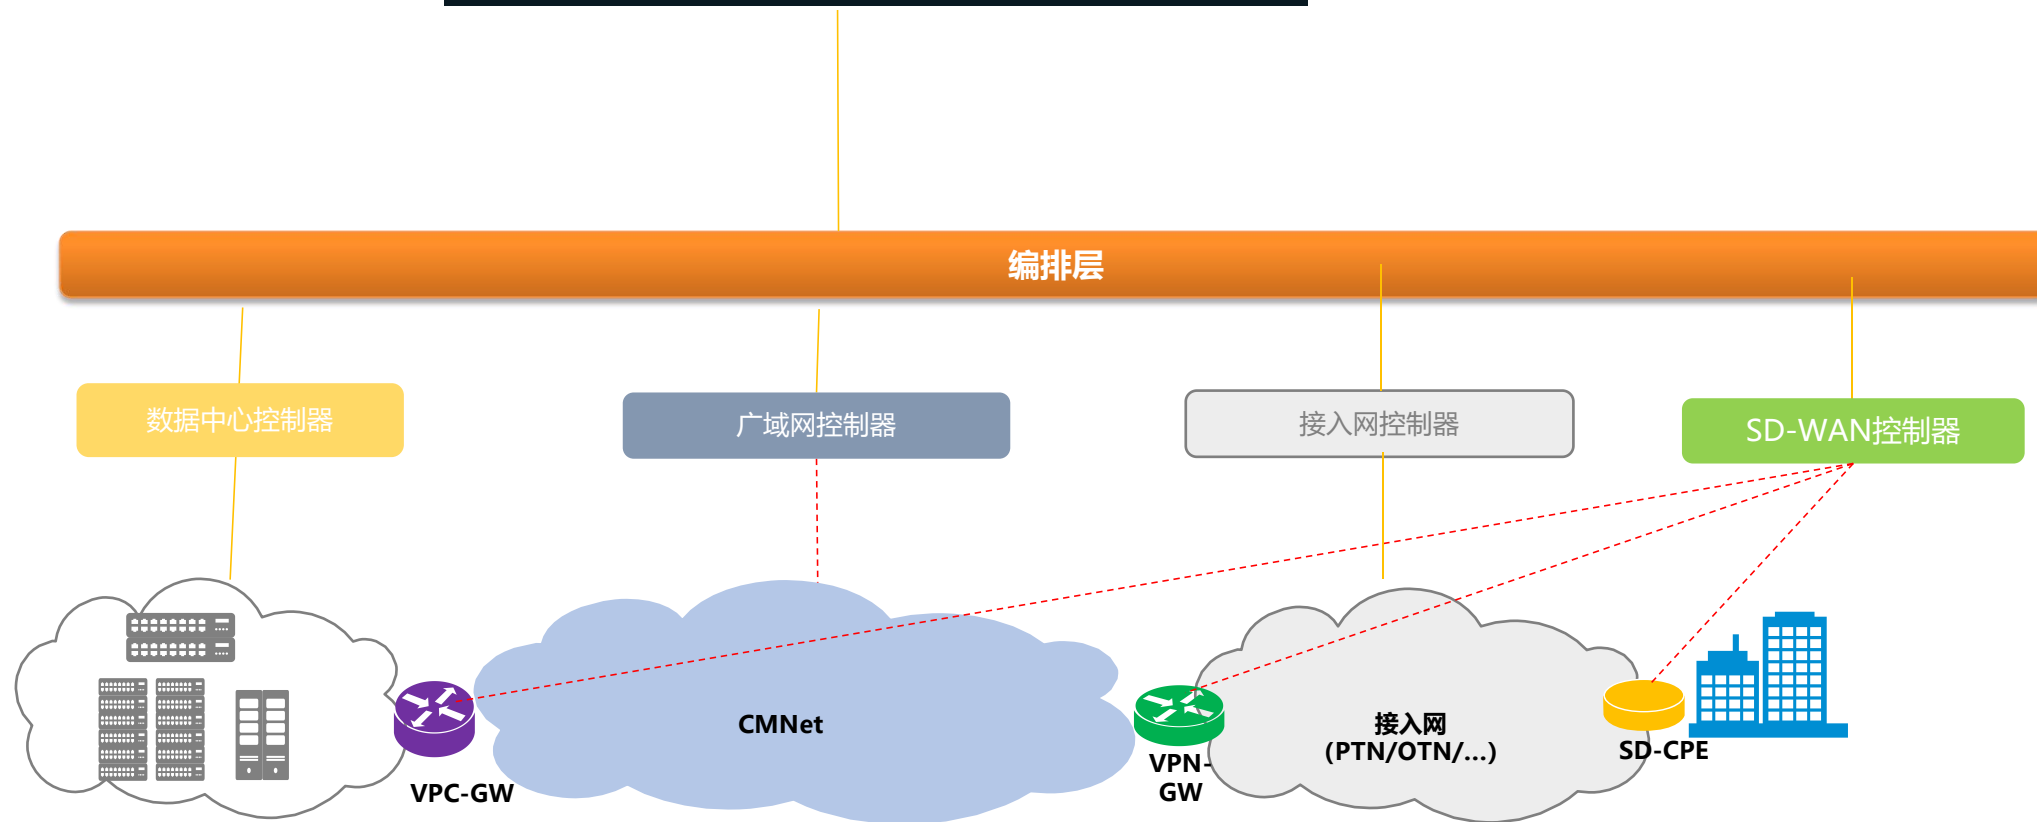 编排层
数据中心控制器
广域网控制器
接入网控制器
SD-WAN控制器
CMNet
接入网
(PTN/OTN/...)
SD-CPE
VPC-GW
VPN-
GW